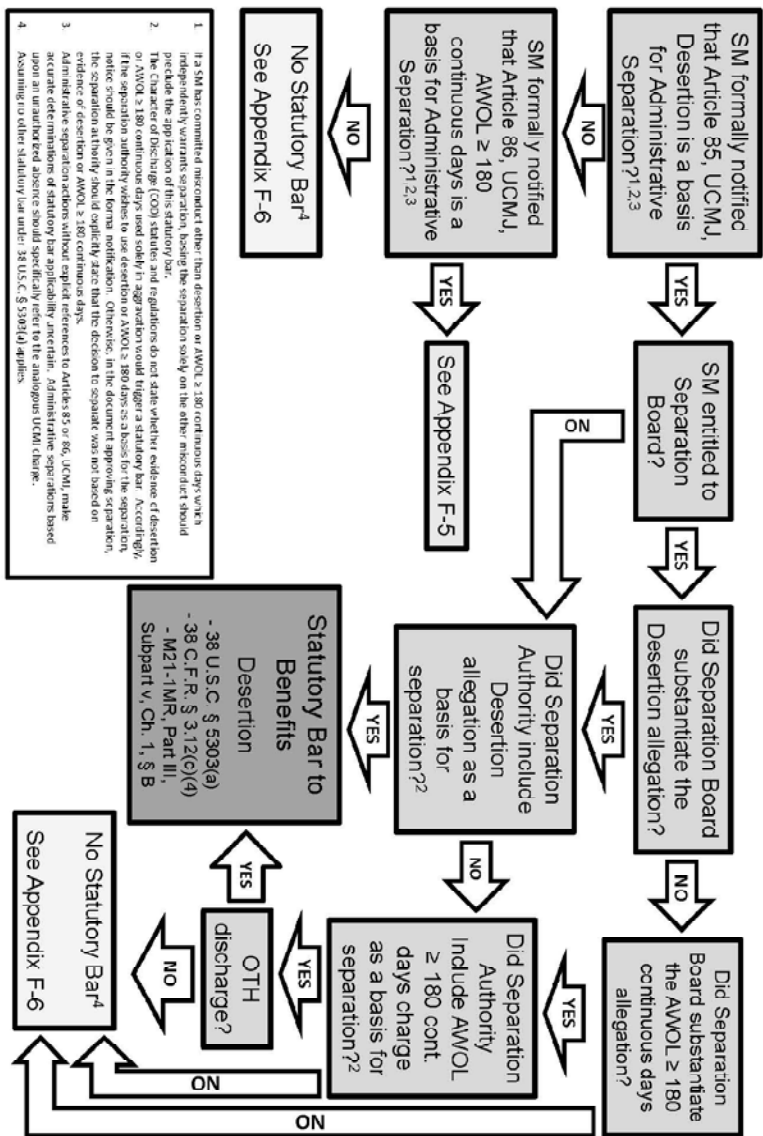 SM formally notified
that Article 85, UCMJ,
Desertion is a basis
for Administrative
Separation?1,2,3
YES
SM entitled to
Separation
Board?
YES
Did Separation Board
substantiate the
Desertion allegation?
NO
Did Separation
Board substantiate
the AWOL ≥ 180
continuous days
allegation?
NO
NO
YES
YES
NO
SM formally notified
that Article 86, UCMJ,
AWOL ≥ 180
continuous days is a
basis for Administrative
Separation?1,2,3
YES
See Appendix F-5
Did Separation
Authority include
Desertion
allegation as a
basis for
separation?2
NO
Did Separation
Authority
Include AWOL
≥ 180 cont.
days charge
as a basis for
separation?2
NO
NO
YES
YES
No Statutory Bar4
See Appendix F-6
Statutory Bar to
Benefits
Desertion
- 38 U.S.C. § 5303(a)
- 38 C.F.R. § 3.12(c)(4)
- M21-1MR, Part III,
Subpart v, Ch. 1, § B
YES
OTH
discharge?
NO
No Statutory Bar4
See Appendix F-6
1. If a SM has committed misconduct other than desertion or AWOL ≥ 180 continuous days which
independently warrants separation, basing the separation solely on the other misconduct should
preclude the application of this statutory bar.
2. The Character of Discharge (COD) statutes and regulations do not state whether evidence of desertion
or AWOL ≥ 180 continuous days used solely in aggravation would trigger a statutory bar. Accordingly,
if the separation authority wishes to use desertion or AWOL ≥ 180 days as a basis for the separation,
notice should be given in the formal notification. Otherwise, in the document approving separation,
the separation authority should explicitly state that the decision to separate was not based on
evidence of desertion or AWOL ≥ 180 continuous days.
3. Administrative separation actions without explicit references to Articles 85 or 86, UCMJ, make
accurate determinations of statutory bar applicability uncertain. Administrative separations based
upon an unauthorized absence should specifically refer to the analogous UCMJ charge.
4. Assuming no other statutory bar under 38 U.S.C. § 5303(a) applies.